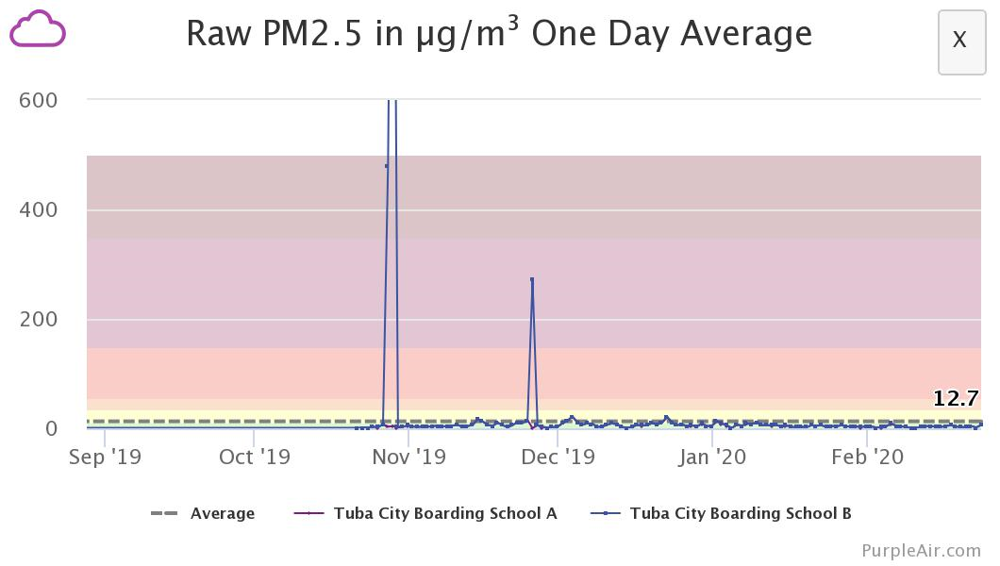 Raw PM2.5 in µg/m³ One Day Average
X
600
400
200
0
12.7
Sep '19 Oct '19 Nov '19 Dec '19 Jan '20 Feb '20
Average Tuba City Boarding School A Tuba City Boarding School B
PurpleAir.com